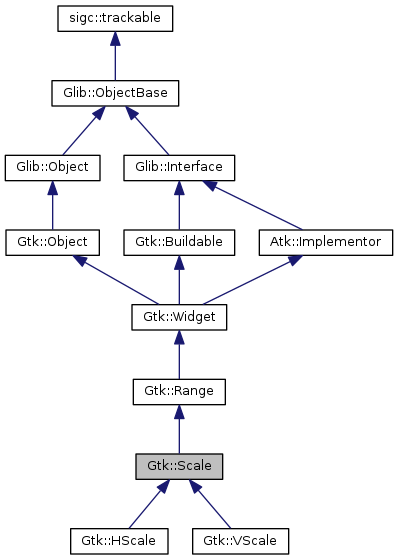 sigc::trackable
Glib::ObjectBase
Glib::Object
Glib::Interface
Gtk::Object
Gtk::Buildable
Atk::Implementor
Gtk::Widget
Gtk::Range
Gtk::Scale
Gtk::HScale
Gtk::VScale